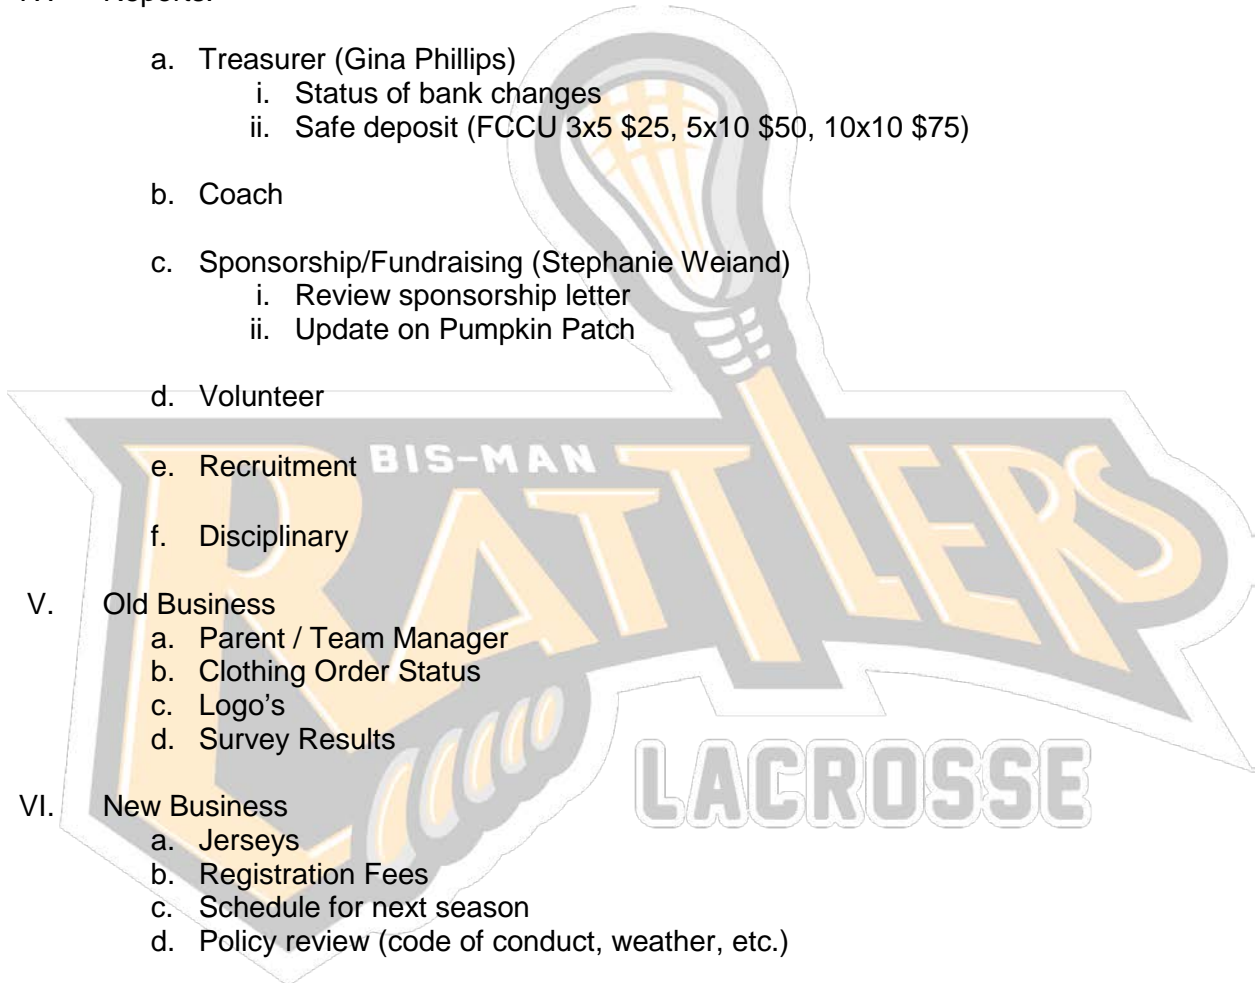 a. Treasurer (Gina Phillips)
i. Status of bank changes
ii. Safe deposit (FCCU 3x5 $25, 5x10 $50, 10x10 $75)
b. Coach
c. Sponsorship/Fundraising (Stephanie Weiand)
i. Review sponsorship letter
ii. Update on Pumpkin Patch
d. Volunteer
e. Recruitment
f. Disciplinary
V. Old Business
a. Parent / Team Manager
b. Clothing Order Status
c. Logo's
d. Survey Results
VI. New Business
a. Jerseys
b. Registration Fees
c. Schedule for next season
d. Policy review (code of conduct, weather, etc.)
BIS-MAN
RATTLERS
LACROSSE